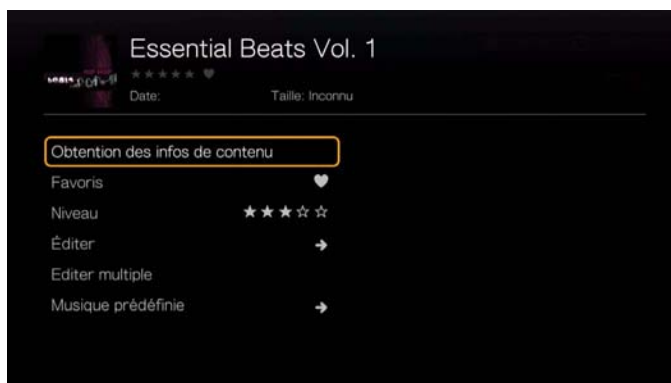 Essential Beats Vol. 1
Date:
Taille: Inconnu
Obtention des infos de contenu
Favoris
Niveau
Éditer
Editer multiple
Musique prédéfinie